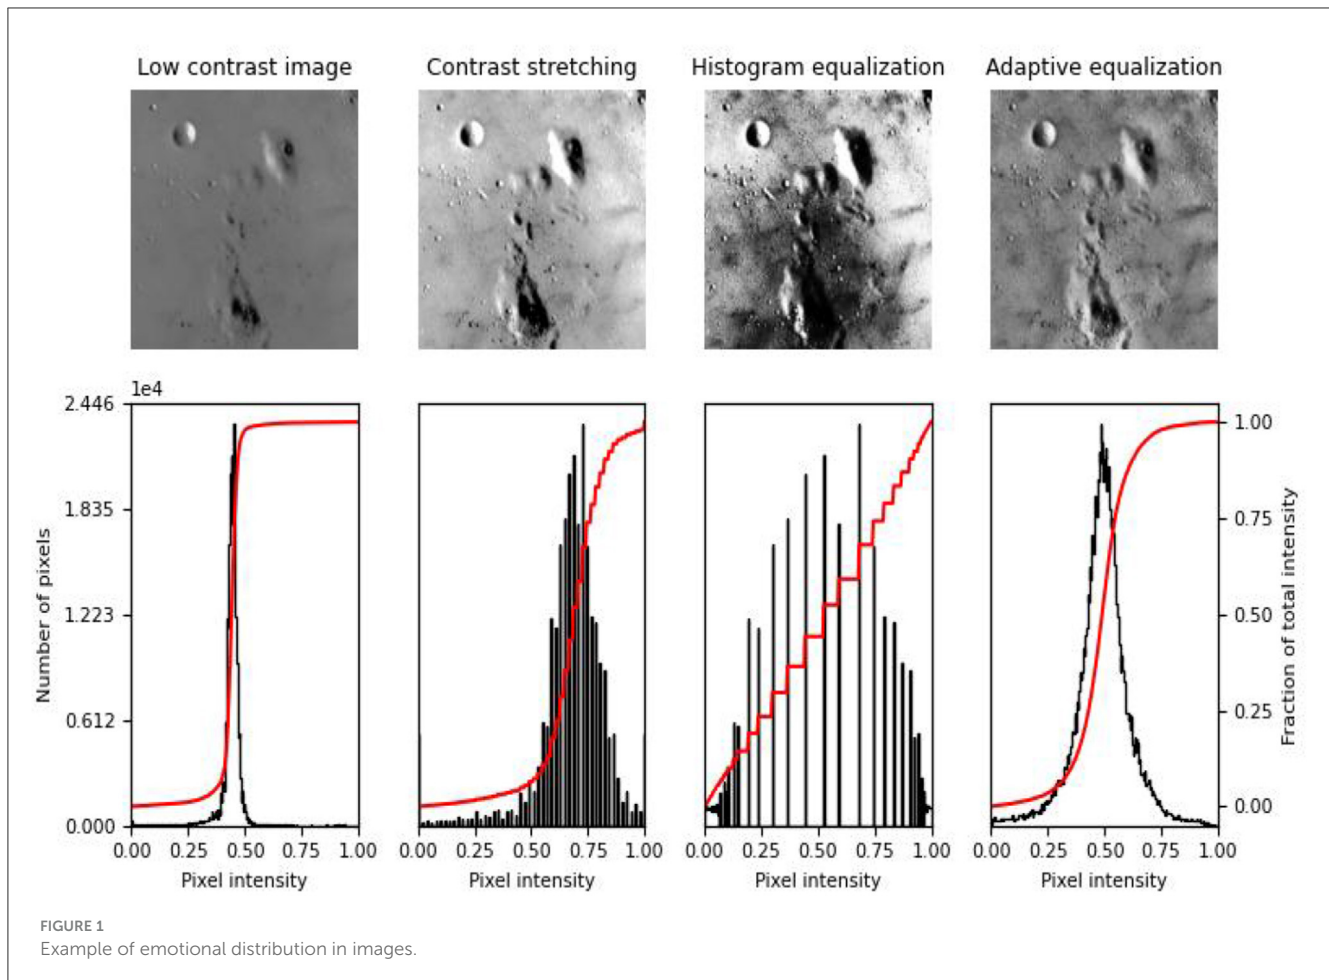 Low contrast image
Contrast stretching
Histogram equalization
Adaptive equalization
1e4
2.446
1.835
1.223
0.612
0.000
Number of pixels
0.00 0.25 0.50 0.75 1.00
Pixel intensity
0.00 0.25 0.50 0.75 1.00
Pixel intensity
0.00 0.25 0.50 0.75 1.00
Pixel intensity
0.00 0.25 0.50 0.75 1.00
Pixel intensity
1.00
0.75
0.50
0.25
0.00
Fraction of total intensity
FIGURE 1
Example of emotional distribution in images.